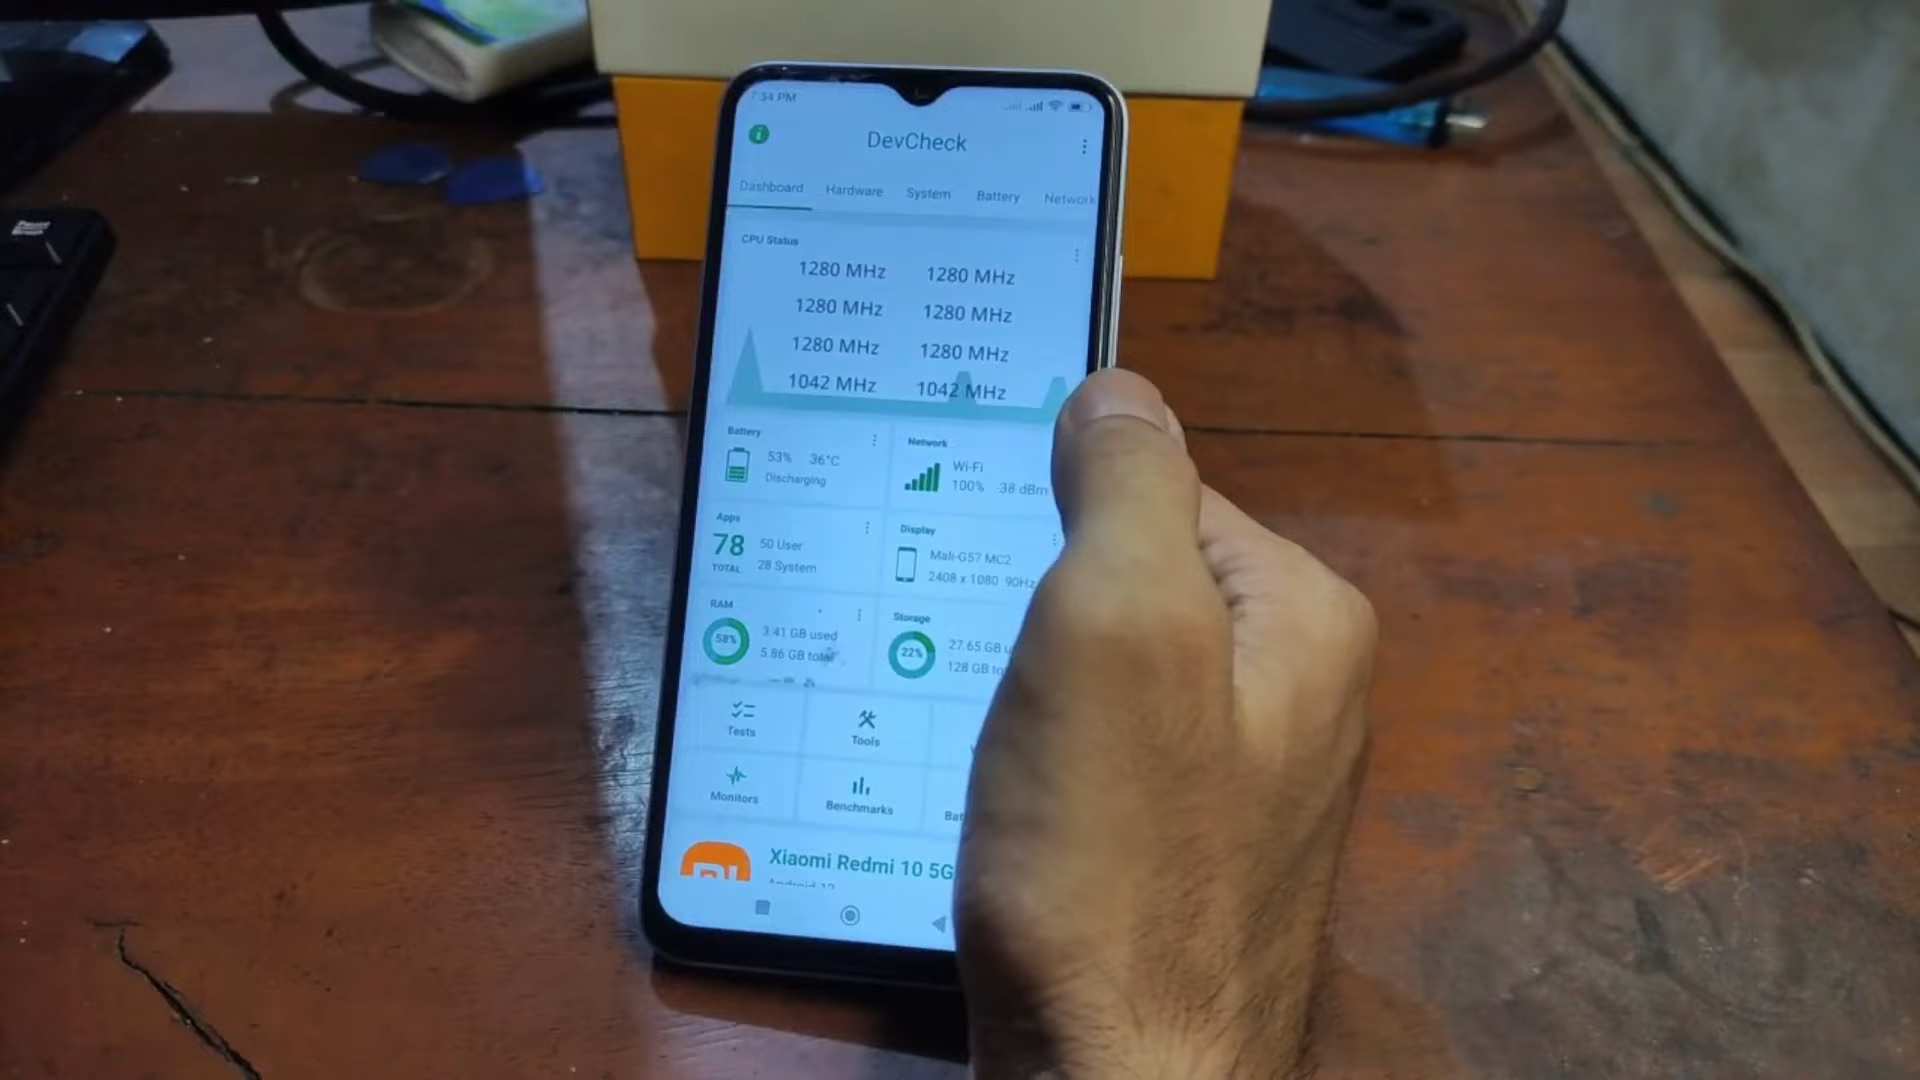 7:34 PM
DevCheck
Dashboard Hardware System Battery Network
CPU Status
1280 MHz 1280 MHz
1280 MHz 1280 MHz
1280 MHz 1280 MHz
1042 MHz 1042 MHz
Battery
53% 36°C
Discharging
Network
Wi-Fi
100% -38 dBm
Apps
78
TOTAL
50 User
28 System
Display
Mali-G57 MC2
2408 x 1080 90Hz
RAM
58%
3.41 GB used
5.86 GB total
Storage
22%
27.65 GB u
128 GB to
Tests
Tools
Monitors
Benchmarks
Bat
Xiaomi Redmi 10 5G